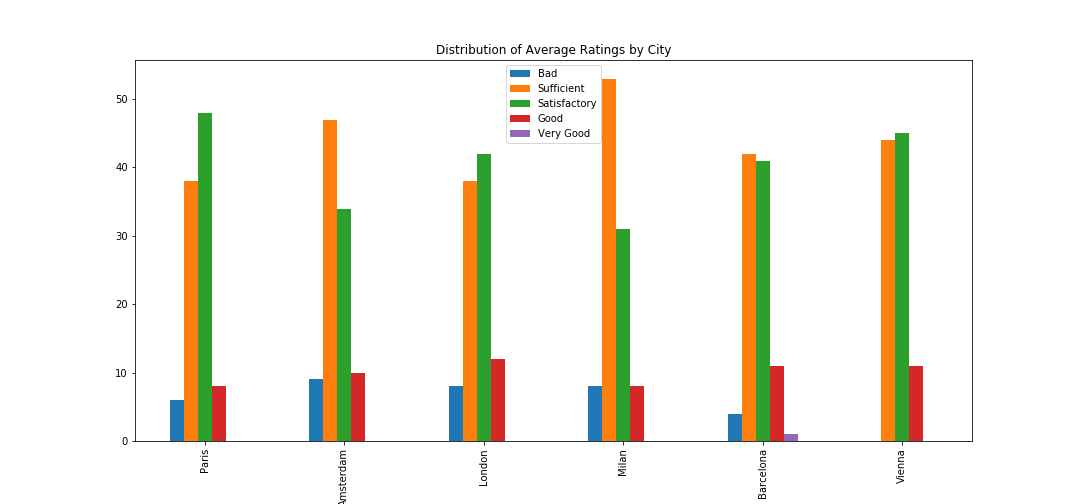 Distribution of Average Ratings by City
Bad
Sufficient
Satisfactory
Good
Very Good
50
40
30
20
10
0
Paris
Amsterdam
London
Milan
Barcelona
Vienna